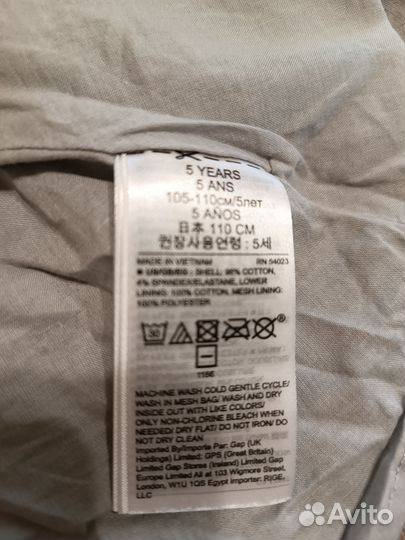 5 YEARS
5 ANS
105-110см/5лет
5 AÑOS
日本 110 CM
권장사용연령 : 5세
MADE IN VIETNAM RN 54023
SHELL: 96% COTTON,
4% SPANDEX/ELASTANE, LOWER
LINING: 100% COTTON, MESH LINING:
100% POLYESTER
30
1186
MACHINE WASH COLD GENTLE CYCLE/
WASH IN MESH BAG/ WASH AND DRY
INSIDE OUT WITH LIKE COLORS/
ONLY NON-CHLORINE BLEACH WHEN
NEEDED/ DRY FLAT/ DO NOT IRON/ DO
NOT DRY CLEAN
Imported By/Importe Par: Gap (UK
Holdings) Limited/ GPS (Great Britain)
Limited Gap Stores (Ireland) Limited Gap
Europe Limited All at 103 Wigmore Street,
London, W1U 1QS Egypt importer: R|GE,
LLC
Avito